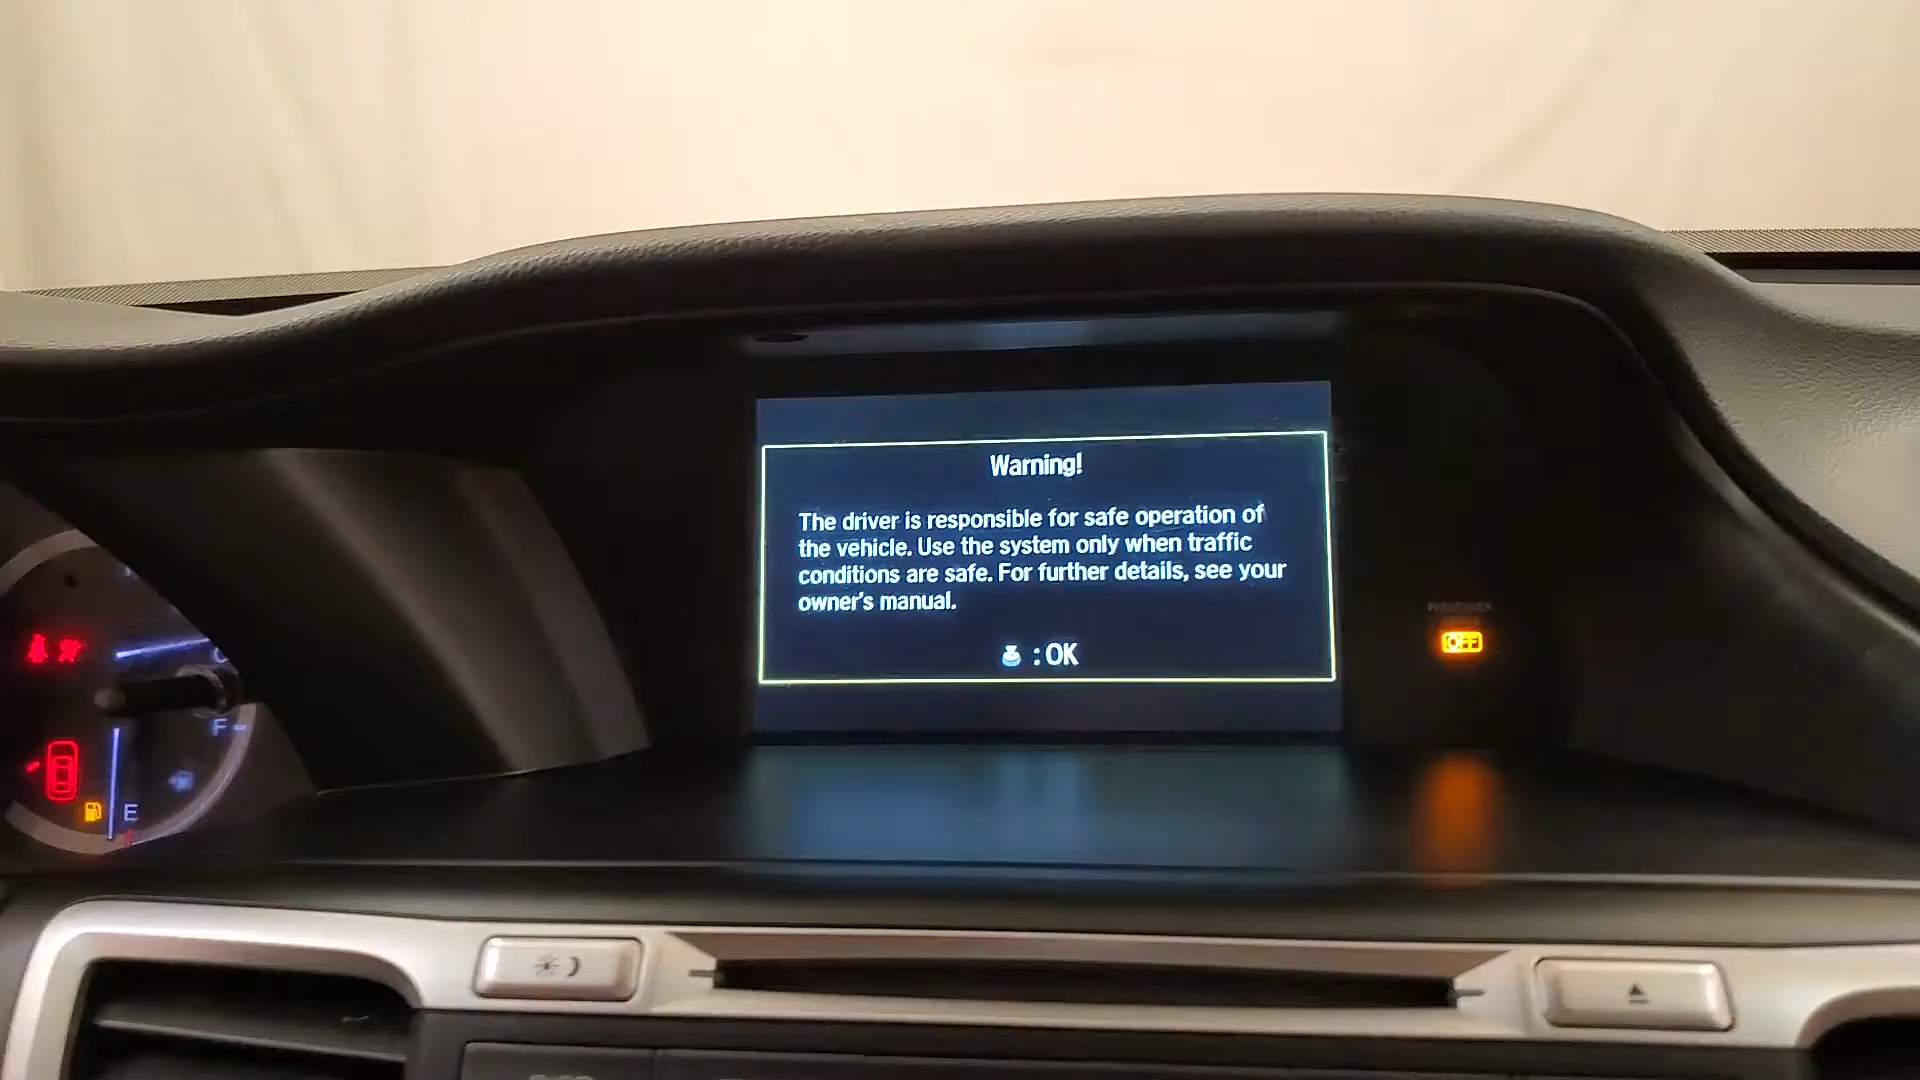 Warning!
The driver is responsible for safe operation of
the vehicle. Use the system only when traffic
conditions are safe. For further details, see your
owner's manual.
: OK
OFF
F
E